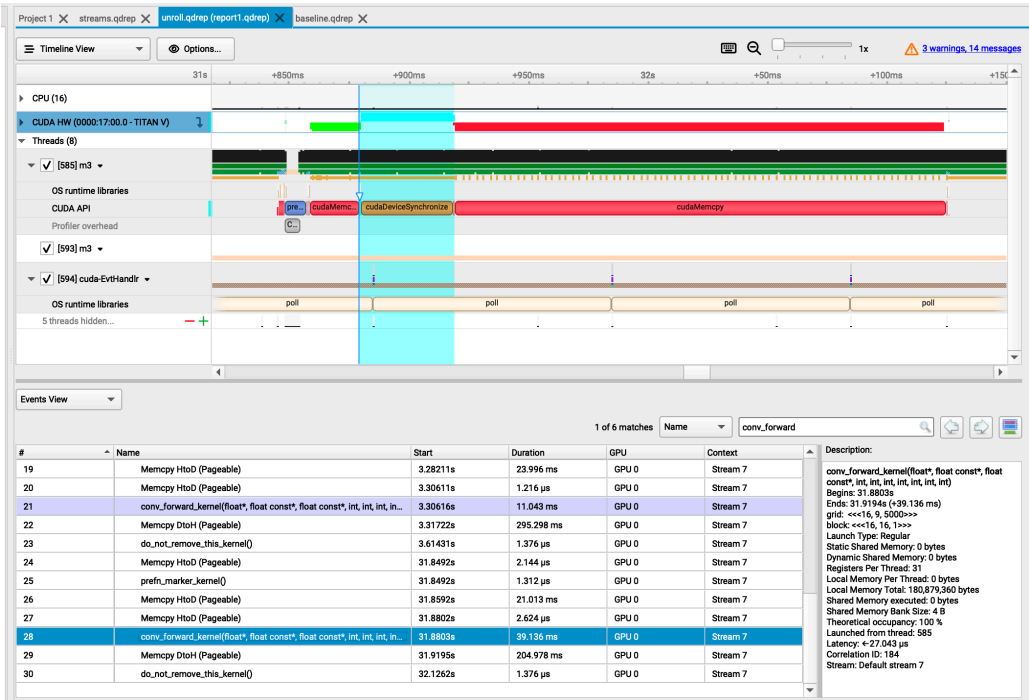 Project 1 streams.qdrep unroll.qdrep (report1.qdrep) baseline.qdrep
Timeline View Options... 1x 3 warnings, 14 messages
31s +850ms +900ms +950ms 32s +50ms +100ms +150
CPU (16)
CUDA HW (0000:17:00.0 - TITAN V)
Threads (8)
[585] m3
OS runtime libraries
CUDA API pre... cudaMemc... cudaDeviceSynchronize cudaMemcpy
Profiler overhead C...
[593] m3
[594] cuda-EvtHandlr
OS runtime libraries poll poll poll poll
5 threads hidden...
Events View
1 of 6 matches Name conv_forward
# Name Start Duration GPU Context
19 Memcpy HtoD (Pageable) 3.28211s 23.996 ms GPU 0 Stream 7
20 Memcpy HtoD (Pageable) 3.30611s 1.216 μs GPU 0 Stream 7
21 conv_forward_kernel(float*, float const*, float const*, int, int, int, in... 3.30616s 11.043 ms GPU 0 Stream 7
22 Memcpy DtoH (Pageable) 3.31722s 295.298 ms GPU 0 Stream 7
23 do_not_remove_this_kernel() 3.61431s 1.376 μs GPU 0 Stream 7
24 Memcpy HtoD (Pageable) 31.8492s 2.144 μs GPU 0 Stream 7
25 prefn_marker_kernel() 31.8492s 1.312 μs GPU 0 Stream 7
26 Memcpy HtoD (Pageable) 31.8592s 21.013 ms GPU 0 Stream 7
27 Memcpy HtoD (Pageable) 31.8802s 2.624 μs GPU 0 Stream 7
28 conv_forward_kernel(float*, float const*, float const*, int, int, int, in... 31.8803s 39.136 ms GPU 0 Stream 7
29 Memcpy DtoH (Pageable) 31.9195s 204.978 ms GPU 0 Stream 7
30 do_not_remove_this_kernel() 32.1262s 1.376 μs GPU 0 Stream 7
Description:
conv_forward_kernel(float*, float const*, float
const*, int, int, int, int, int, int)
Begins: 31.8803s
Ends: 31.9194s (+39.136 ms)
grid: <<<16, 9, 5000>>>
block: <<<16, 16, 1>>>
Launch Type: Regular
Static Shared Memory: 0 bytes
Dynamic Shared Memory: 0 bytes
Registers Per Thread: 31
Local Memory Per Thread: 0 bytes
Local Memory Total: 180,879,360 bytes
Shared Memory executed: 0 bytes
Shared Memory Bank Size: 4 B
Theoretical occupancy: 100 %
Launched from thread: 585
Latency: ←27.043 μs
Correlation ID: 184
Stream: Default stream 7